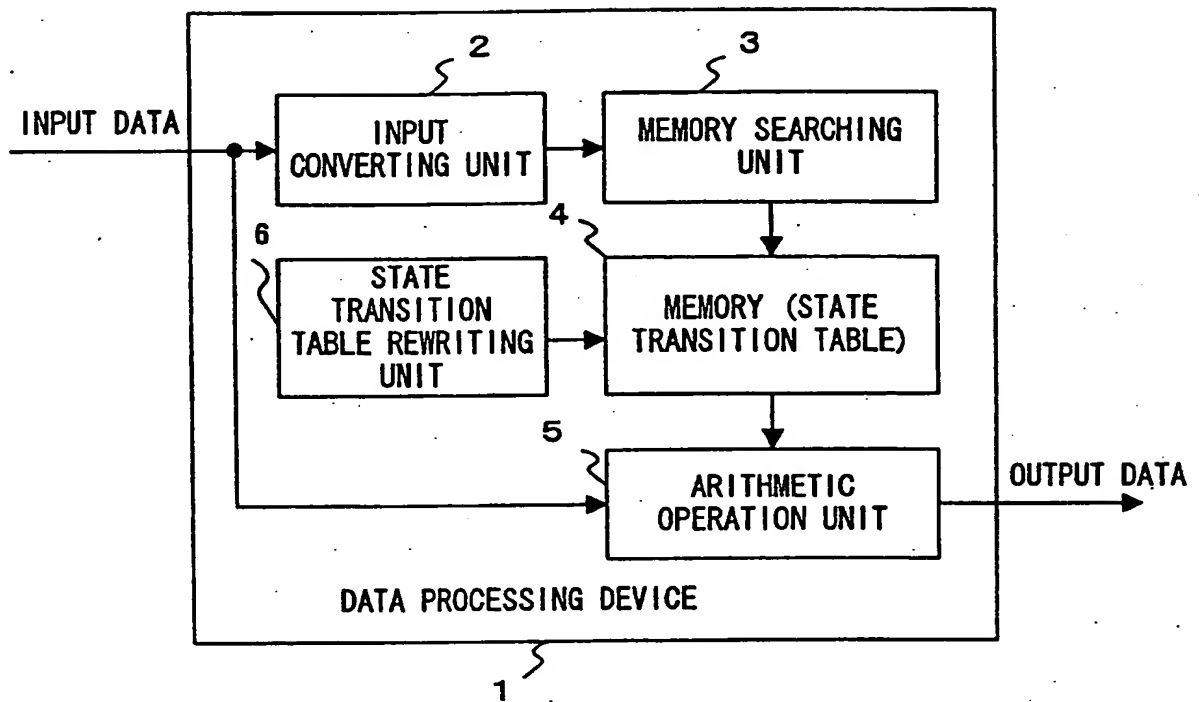 2
3
INPUT DATA
INPUT
CONVERTING UNIT
MEMORY SEARCHING
UNIT
6
4
STATE
TRANSITION
TABLE REWRITING
UNIT
MEMORY (STATE
TRANSITION TABLE)
5
ARITHMETIC
OPERATION UNIT
OUTPUT DATA
DATA PROCESSING DEVICE
1